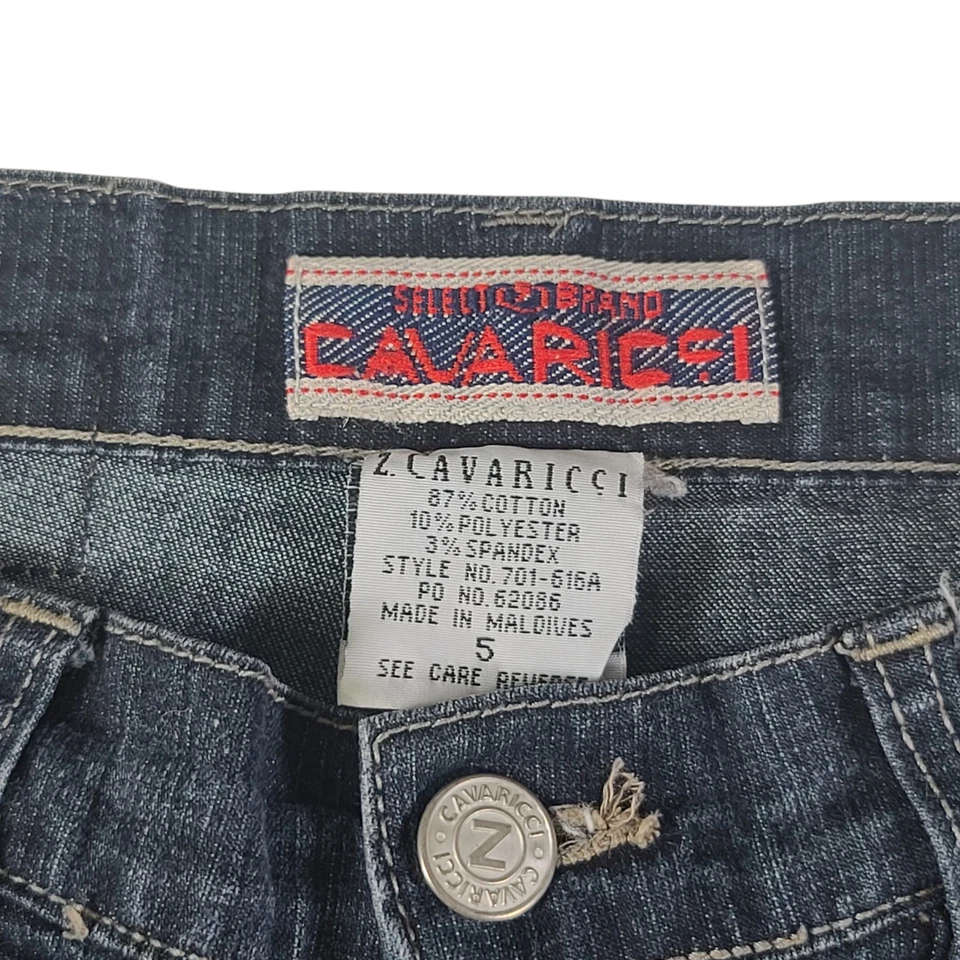 SELECT BRAND
CAVARICCI
Z. CAVARICCI
87% COTTON
10% POLYESTER
3% SPANDEX
STYLE NO. 701-616A
PO NO. 62086
MADE IN MALDIVES
5
SEE CARE REVERSE
CAVARICCI
Z
CAVARICCI